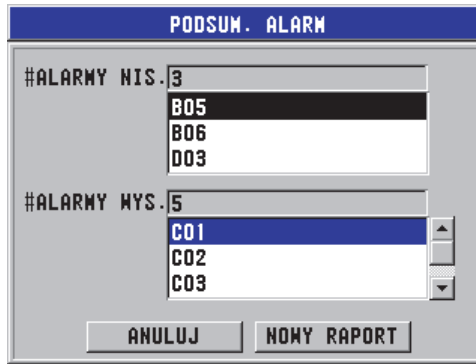 PODSUM. ALARM
#ALARMY NIS. 3
B05
B06
D03
#ALARMY WYS. 5
C01
C02
C03
ANULUJ NOWY RAPORT